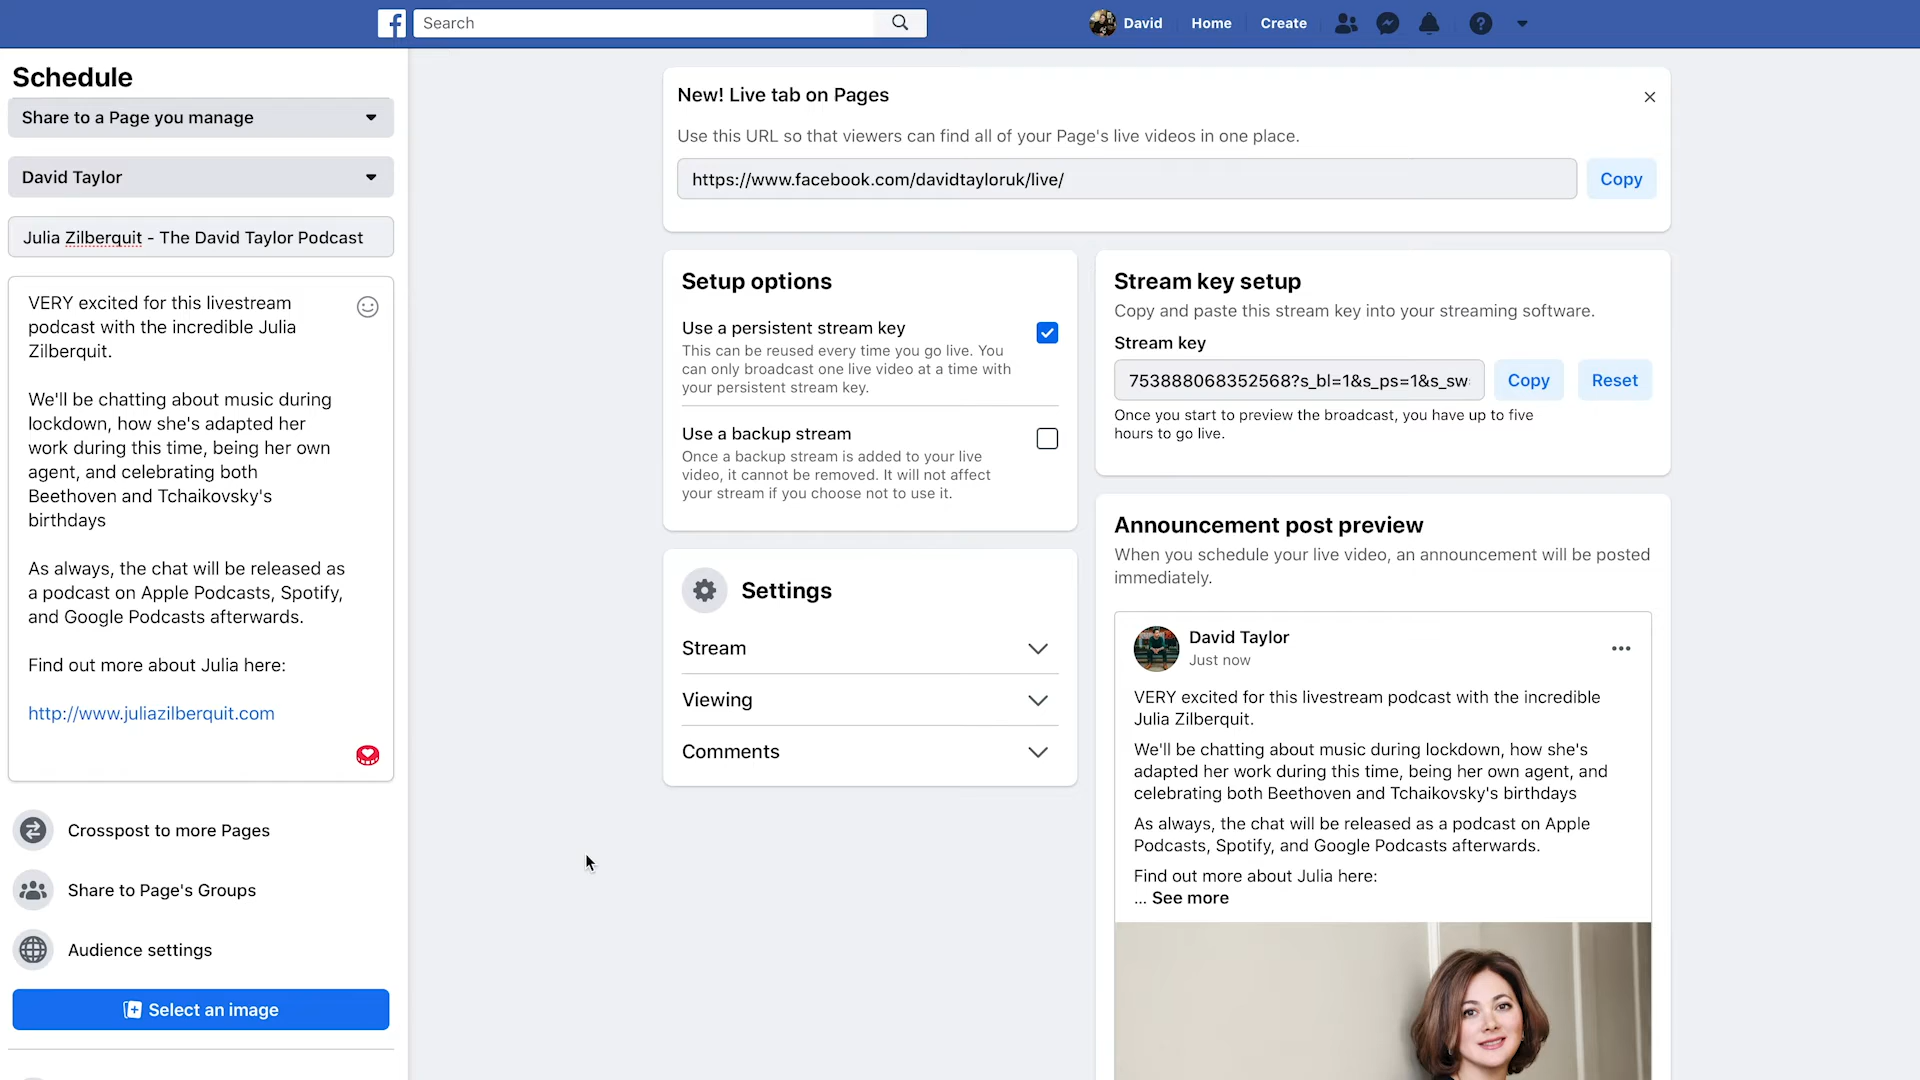 Search
David
Home
Create
Schedule
Share to a Page you manage
David Taylor
Julia Zilberquit - The David Taylor Podcast
VERY excited for this livestream
podcast with the incredible Julia
Zilberquit.
We'll be chatting about music during
lockdown, how she's adapted her
work during this time, being her own
agent, and celebrating both
Beethoven and Tchaikovsky's
birthdays
As always, the chat will be released as
a podcast on Apple Podcasts, Spotify,
and Google Podcasts afterwards.
Find out more about Julia here:
http://www.juliazilberquit.com
Crosspost to more Pages
Share to Page's Groups
Audience settings
Select an image
New! Live tab on Pages
Use this URL so that viewers can find all of your Page's live videos in one place.
https://www.facebook.com/davidtayloruk/live/
Copy
Setup options
Use a persistent stream key
This can be reused every time you go live. You
can only broadcast one live video at a time with
your persistent stream key.
Use a backup stream
Once a backup stream is added to your live
video, it cannot be removed. It will not affect
your stream if you choose not to use it.
Settings
Stream
Viewing
Comments
Stream key setup
Copy and paste this stream key into your streaming software.
Stream key
753888068352568?s_bl=1&s_ps=1&s_sw
Copy
Reset
Once you start to preview the broadcast, you have up to five
hours to go live.
Announcement post preview
When you schedule your live video, an announcement will be posted
immediately.
David Taylor
Just now
VERY excited for this livestream podcast with the incredible
Julia Zilberquit.
We'll be chatting about music during lockdown, how she's
adapted her work during this time, being her own agent, and
celebrating both Beethoven and Tchaikovsky's birthdays
As always, the chat will be released as a podcast on Apple
Podcasts, Spotify, and Google Podcasts afterwards.
Find out more about Julia here:
... See more